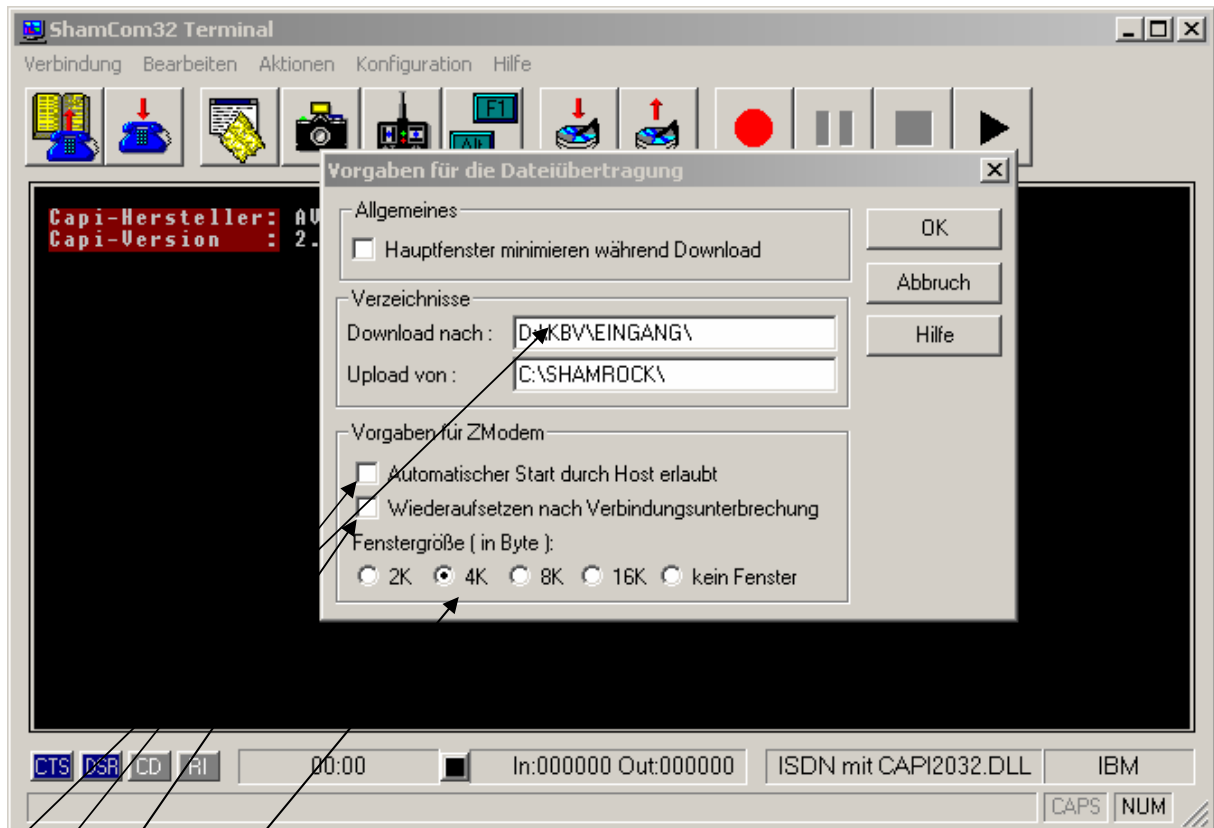 ShamCom32 Terminal
Verbindung Bearbeiten Aktionen Konfiguration Hilfe
F1
Alt
Vorgaben für die Dateiübertragung
Capi-Hersteller: AV
Capi-Version : 2.
Allgemeines
Hauptfenster minimieren während Download
OK
Abbruch
Hilfe
Verzeichnisse
Download nach : D:\KBV\EINGANG\
Upload von : C:\SHAMROCK\
Vorgaben für ZModem
Automatischer Start durch Host erlaubt
Wiederaufsetzen nach Verbindungsunterbrechung
Fenstergröße ( in Byte ):
2K 4K 8K 16K kein Fenster
CTS DSR CD RI 00:00 In:000000 Out:000000 ISDN mit CAPI2032.DLL IBM
CAPS NUM